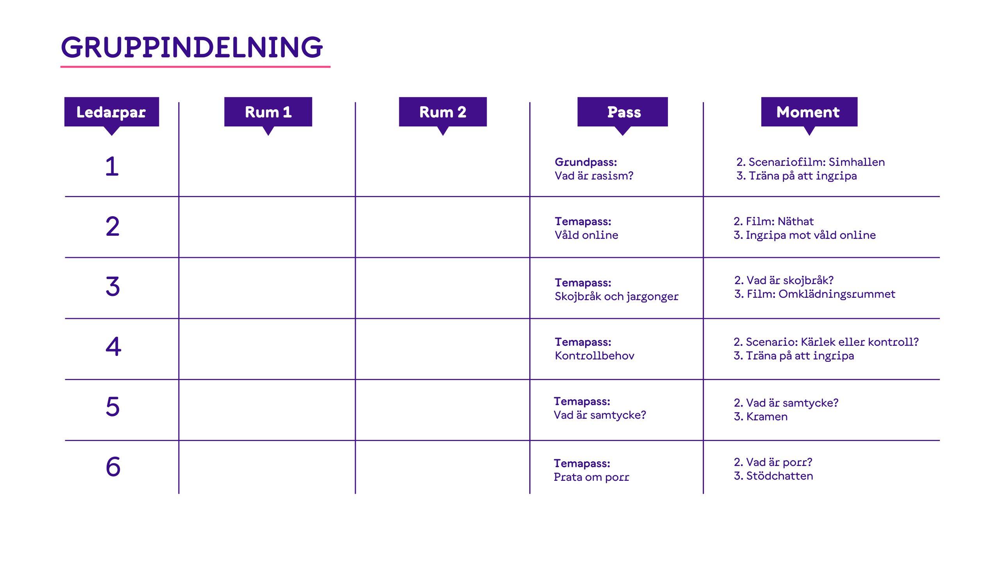 GRUPPINDELNING
Ledarpar
Rum 1
Rum 2
Pass
Moment
1
Grundpass:
Vad är rasism?
2. Scenariofilm: Simhallen
3. Träna på att ingripa
2
Temapass:
Våld online
2. Film: Näthat
3. Ingripa mot våld online
3
Temapass:
Skojbråk och jargonger
2. Vad är skojbråk?
3. Film: Omklädningsrummet
4
Temapass:
Kontrollbehov
2. Scenario: Kärlek eller kontroll?
3. Träna på att ingripa
5
Temapass:
Vad är samtycke?
2. Vad är samtycke?
3. Kramen
6
Temapass:
Prata om porr
2. Vad är porr?
3. Stödchatten